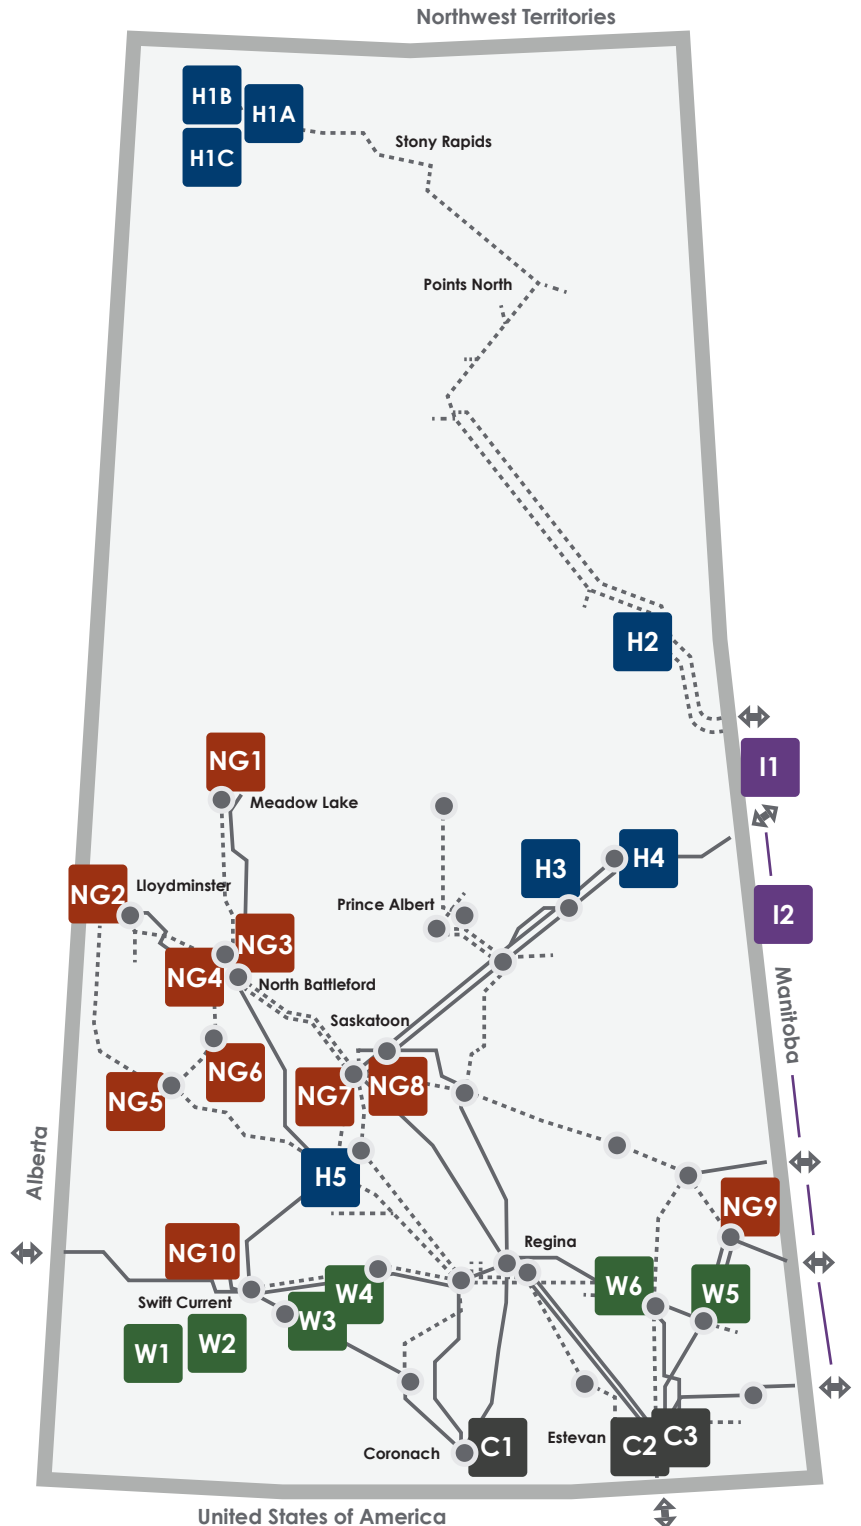 Northwest Territories
H1B
H1A
H1C
Stony Rapids
Points North
H2
NG1
I1
Meadow Lake
H3
H4
NG2
Lloydminster
Prince Albert
I2
NG3
NG4
North Battleford
Manitoba
Saskatoon
NG6
NG7
NG8
NG5
Alberta
H5
NG9
NG10
Regina
Swift Current
W4
W6
W5
W3
W1
W2
Coronach
C1
Estevan
C2
C3
United States of America